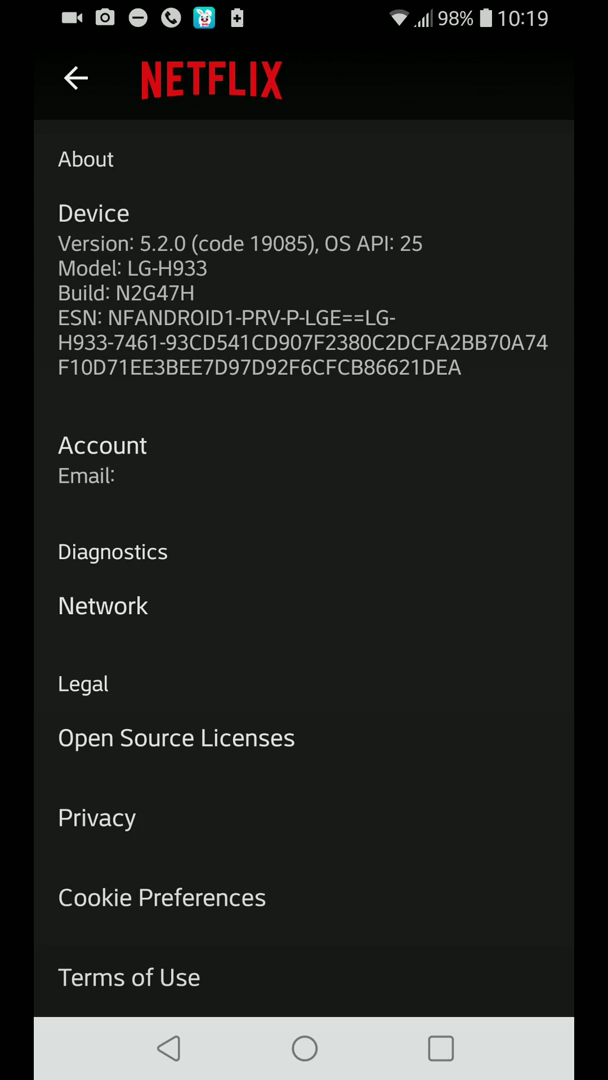 98% 10:19
NETFLIX
About
Device
Version: 5.2.0 (code 19085), OS API: 25
Model: LG-H933
Build: N2G47H
ESN: NFANDROID1-PRV-P-LGE==LG-
H933-7461-93CD541CD907F2380C2DCFA2BB70A74
F10D71EE3BEE7D97D92F6CFCB86621DEA
Account
Email:
Diagnostics
Network
Legal
Open Source Licenses
Privacy
Cookie Preferences
Terms of Use